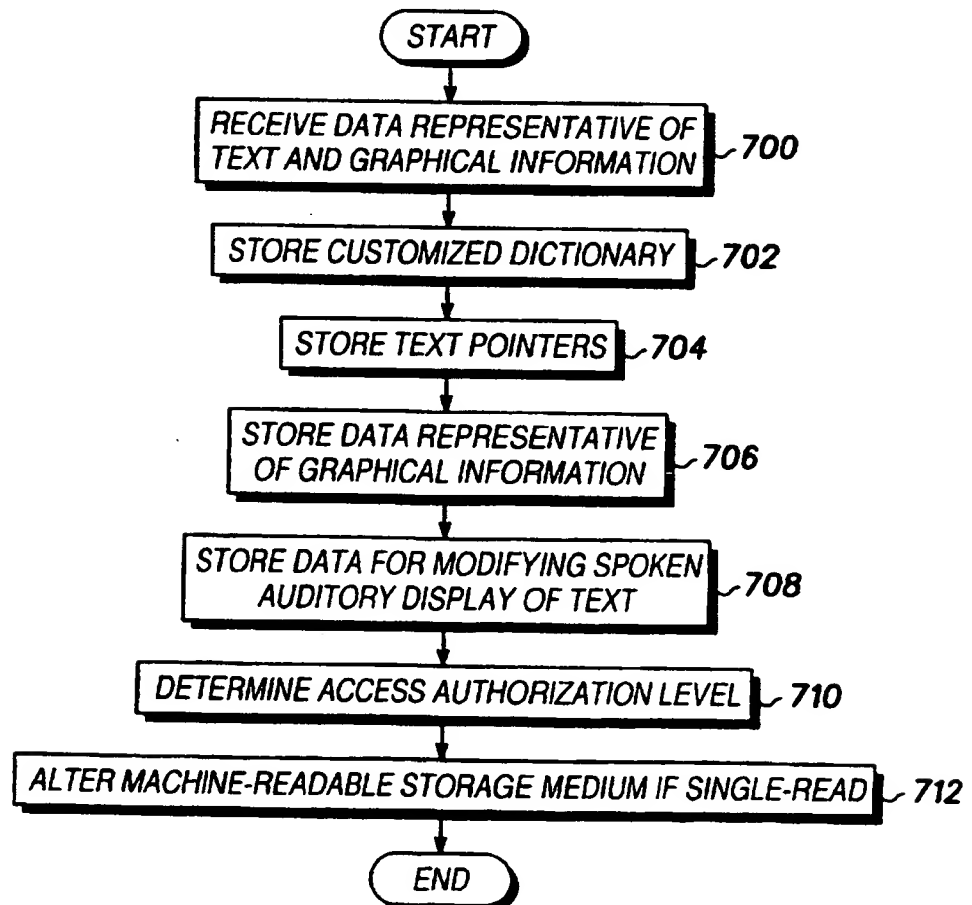 START
RECEIVE DATA REPRESENTATIVE OF
TEXT AND GRAPHICAL INFORMATION
700
STORE CUSTOMIZED DICTIONARY
702
STORE TEXT POINTERS
704
STORE DATA REPRESENTATIVE
OF GRAPHICAL INFORMATION
706
STORE DATA FOR MODIFYING SPOKEN
AUDITORY DISPLAY OF TEXT
708
DETERMINE ACCESS AUTHORIZATION LEVEL
710
ALTER MACHINE-READABLE STORAGE MEDIUM IF SINGLE-READ
712
END